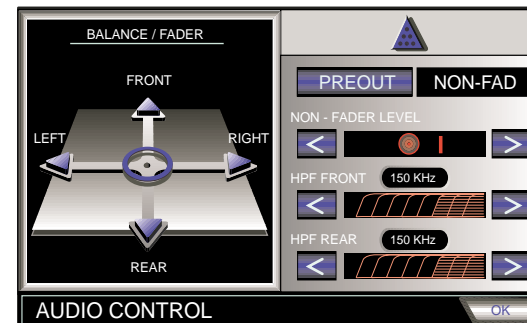 BALANCE / FADER
FRONT
LEFT
RIGHT
REAR
PREOUT
NON-FAD
NON - FADER LEVEL
<
>
HPF FRONT
150 KHz
<
>
HPF REAR
150 KHz
<
>
AUDIO CONTROL
OK